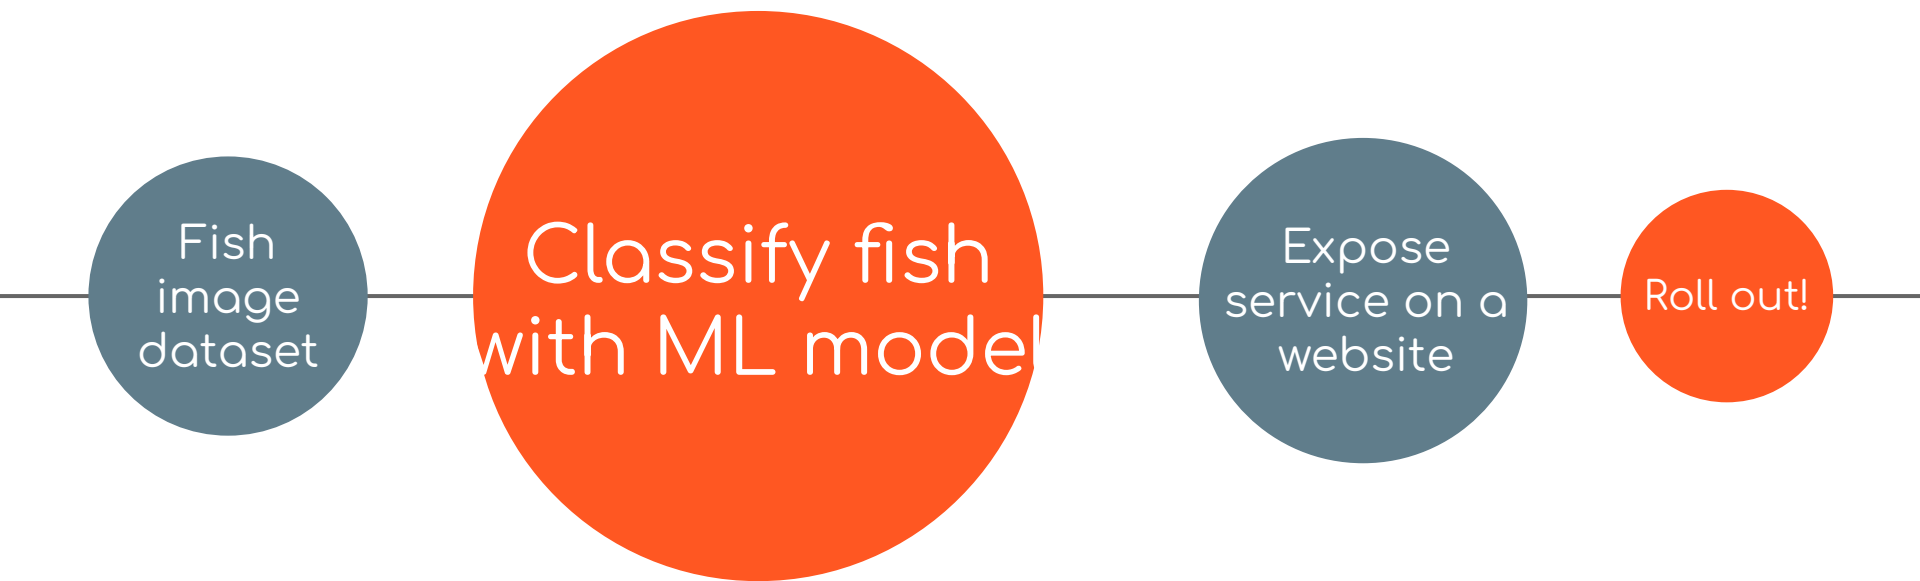 Fish
image
dataset
Classify fish
with ML model
Expose
service on a
website
Roll out!